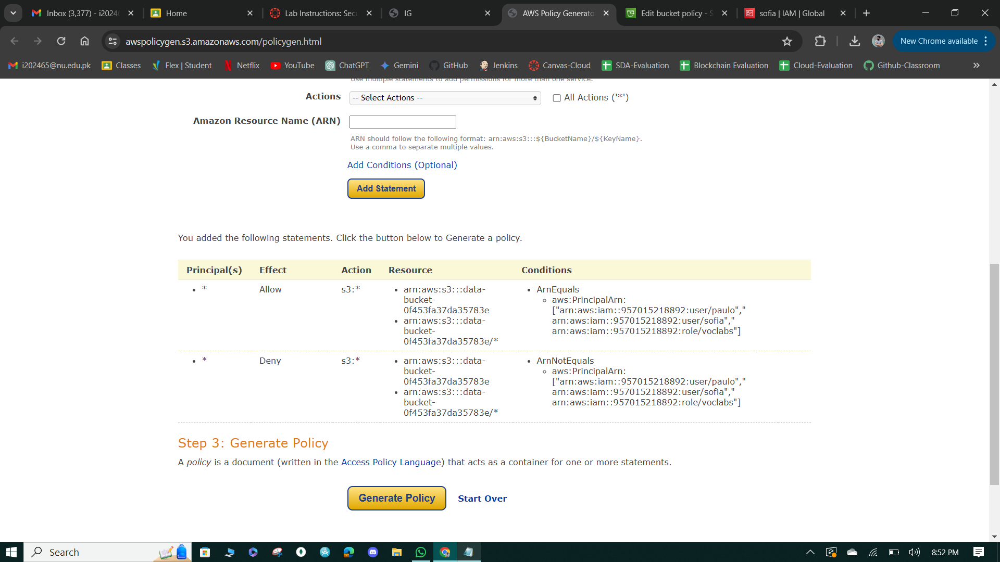 Inbox (3,377) - i2024
Home
Lab Instructions: Secu
IG
AWS Policy Generato
Edit bucket policy - S
sofia | IAM | Global
awspolicygen.s3.amazonaws.com/policygen.html
New Chrome available
i202465@nu.edu.pk
Classes
Flex | Student
Netflix
YouTube
ChatGPT
Gemini
GitHub
Jenkins
Canvas-Cloud
SDA-Evaluation
Blockchain Evaluation
Cloud-Evaluation
Github-Classroom
Use multiple statements to add permissions for more than one service.
Actions
-- Select Actions --
All Actions ('*')
Amazon Resource Name (ARN)
ARN should follow the following format: arn:aws:s3:::${BucketName}/${KeyName}.
Use a comma to separate multiple values.
Add Conditions (Optional)
Add Statement
You added the following statements. Click the button below to Generate a policy.
Principal(s) Effect Action Resource Conditions
• *
Allow
s3:*
• arn:aws:s3:::data-
bucket-
0f453fa37da35783e
• arn:aws:s3:::data-
bucket-
0f453fa37da35783e/*
• ArnEquals
◦ aws:PrincipalArn:
["arn:aws:iam::957015218892:user/paulo","
arn:aws:iam::957015218892:user/sofia","
arn:aws:iam::957015218892:role/voclabs"]
• *
Deny
s3:*
• arn:aws:s3:::data-
bucket-
0f453fa37da35783e
• arn:aws:s3:::data-
bucket-
0f453fa37da35783e/*
• ArnNotEquals
◦ aws:PrincipalArn:
["arn:aws:iam::957015218892:user/paulo","
arn:aws:iam::957015218892:user/sofia","
arn:aws:iam::957015218892:role/voclabs"]
Step 3: Generate Policy
A policy is a document (written in the Access Policy Language) that acts as a container for one or more statements.
Generate Policy
Start Over
Search
8:52 PM